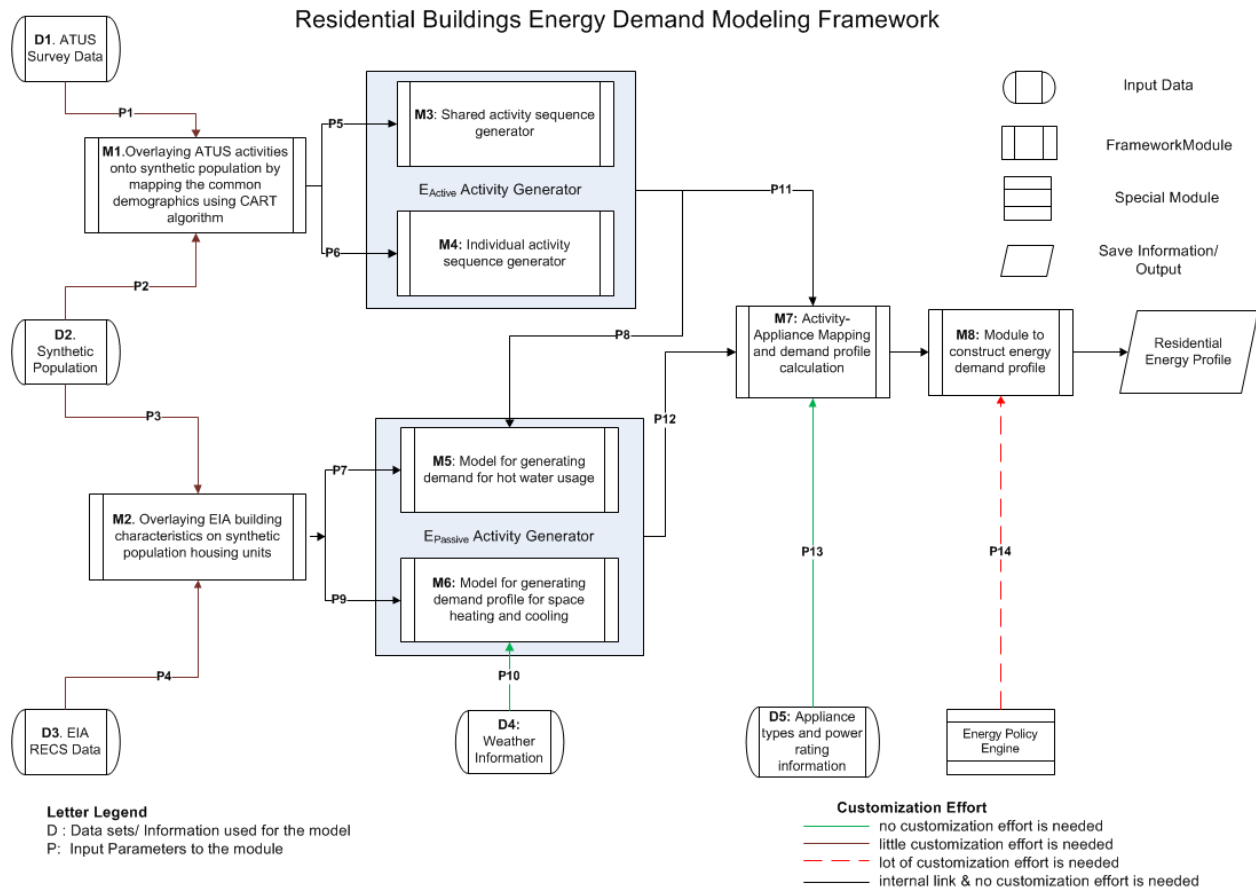 Residential Buildings Energy Demand Modeling Framework
D1. ATUS
Survey Data
P1
M1.Overlaying ATUS activities
onto synthetic population by
mapping the common
demographics using CART
algorithm
P2
D2.
Synthetic
Population
P3
M2. Overlaying EIA building
characteristics on synthetic
population housing units
P4
D3. EIA
RECS Data
P5
P6
M3: Shared activity sequence
generator
EActive Activity Generator
M4: Individual activity
sequence generator
P8
P7
P9
M5: Model for generating
demand for hot water usage
EPassive Activity Generator
M6: Model for generating
demand profile for space
heating and cooling
P10
D4:
Weather
Information
P11
P12
M7: Activity-
Appliance Mapping
and demand profile
calculation
P13
D5: Appliance
types and power
rating
information
M8: Module to
construct energy
demand profile
P14
Energy Policy
Engine
Residential
Energy Profile
Input Data
FrameworkModule
Special Module
Save Information/
Output
Letter Legend
D : Data sets/ Information used for the model
P: Input Parameters to the module
Customization Effort
no customization effort is needed
little customization effort is needed
lot of customization effort is needed
internal link & no customization effort is needed